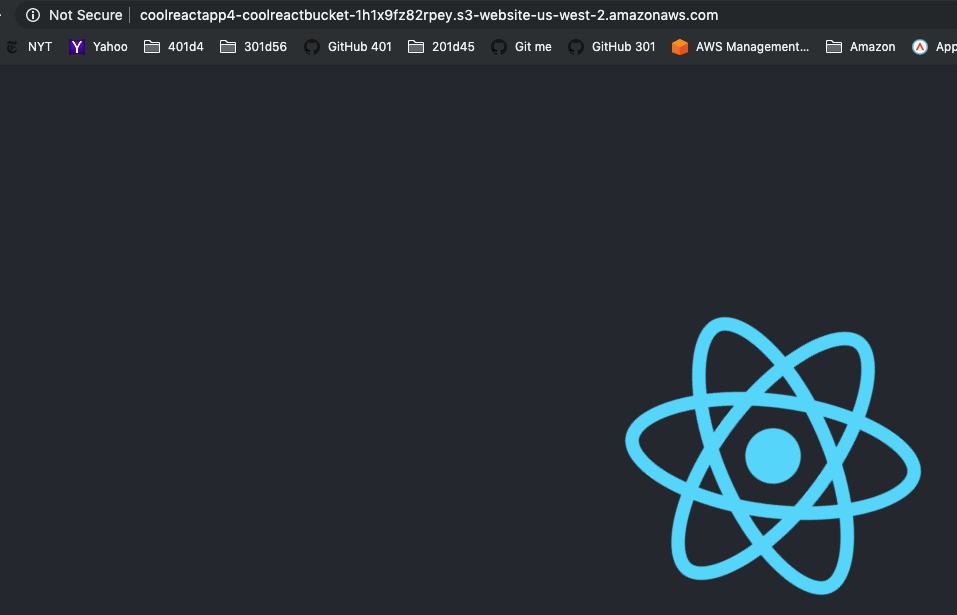 Not Secure coolreactapp4-coolreactbucket-1h1x9fz82rpey.s3-website-us-west-2.amazonaws.com
NYT Yahoo 401d4 301d56 GitHub 401 201d45 Git me GitHub 301 AWS Management... Amazon App